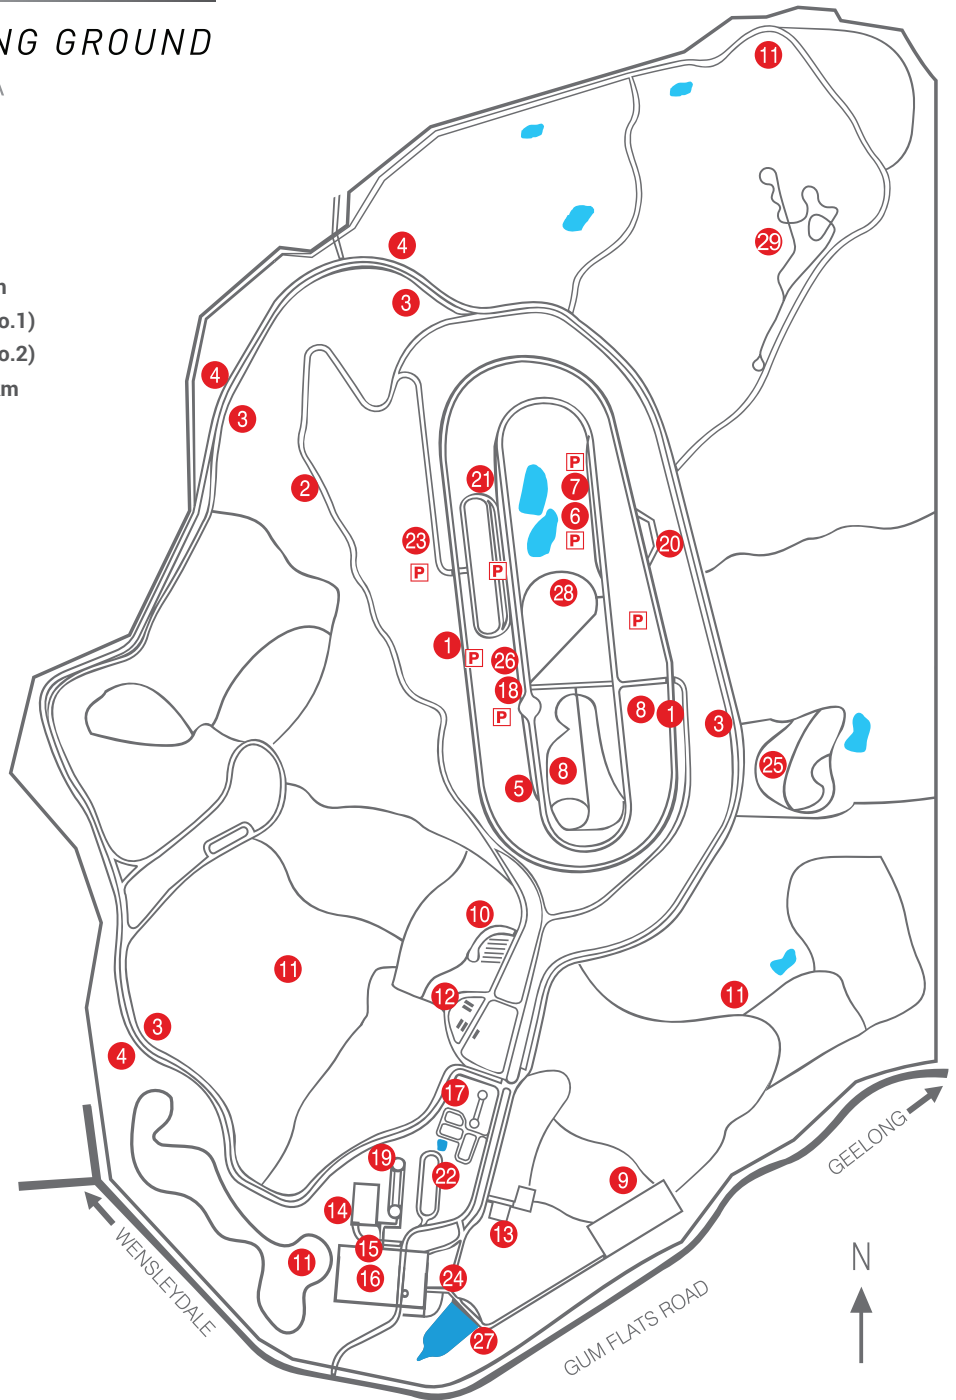 NG GROUND
A
n
o.1)
o.2)
m
11
4
29
3
4
3
P
21
7
2
6
P
23
20
P
P
28
P
1
P
26
18
8
1
P
3
25
8
5
10
11
12
11
3
4
17
19
22
9
14
13
15
11
16
24
27
GEELONG
WENSLEYDALE
GUM FLATS ROAD
N